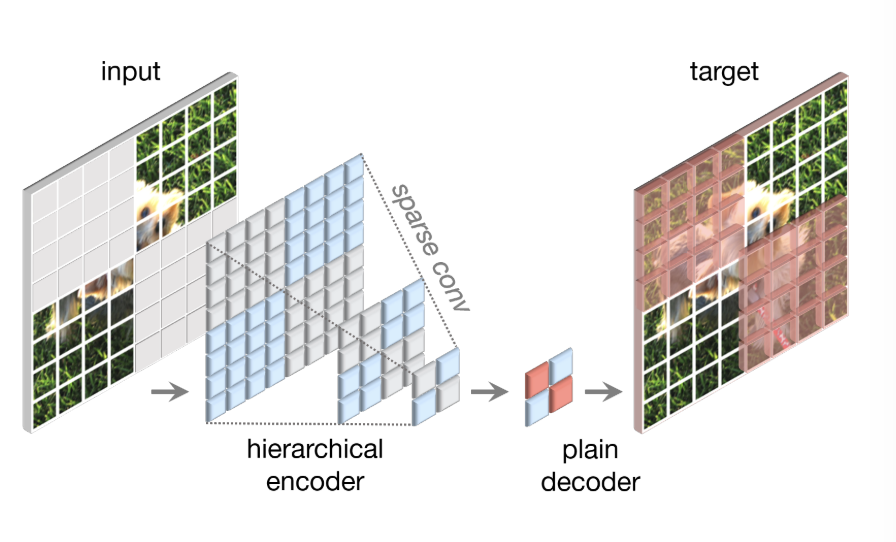 input
target
sparse conv
hierarchical
encoder
plain
decoder